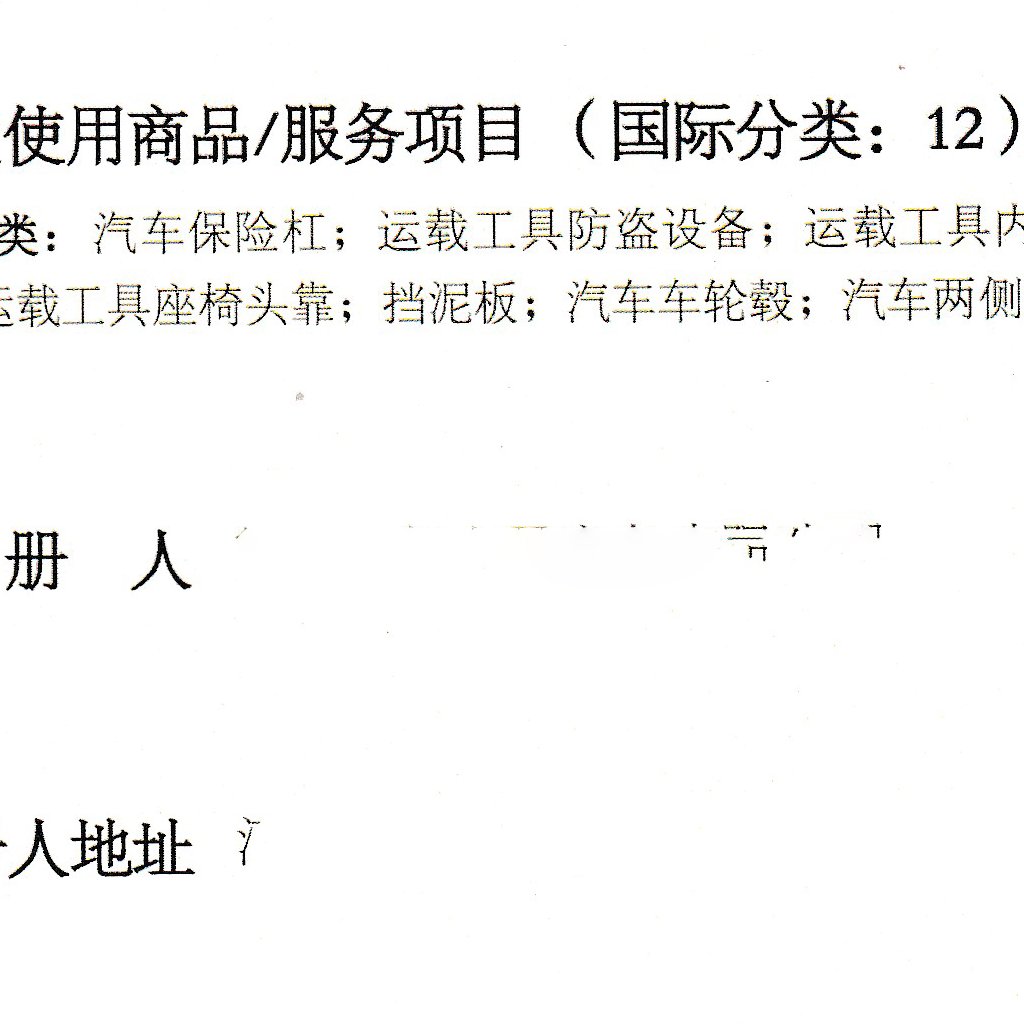 使用商品/服务项目（国际分类：12）
类：汽车保险杠；运载工具防盗设备；运载工具内
运载工具座椅头靠；挡泥板；汽车车轮毂；汽车两侧
册 人
人地址